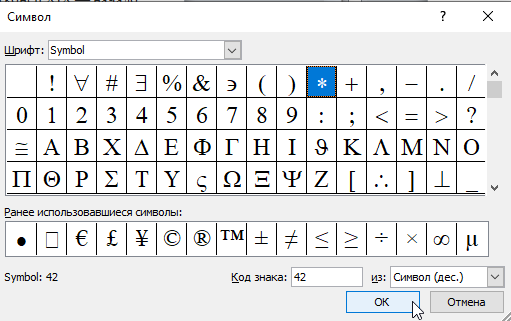 Символ
Шрифт: Symbol
! ∀ # ∃ % & ϶ ( ) ∗ + , − . /
0 1 2 3 4 5 6 7 8 9 : ; < = > ?
≅ Α Β Χ Δ Ε Φ Γ Η Ι ϑ Κ Λ Μ Ν Ο
Π Θ Ρ Σ Τ Υ ς Ω Ξ Ψ Ζ [ ∴ ] ⊥ _
Ранее использовавшиеся символы:
● □ € £ ¥ © ® ™ ± ≠ ≤ ≥ ÷ × ∞ µ
Symbol: 42 Код знака: 42 из: Символ (дес.)
ОК Отмена